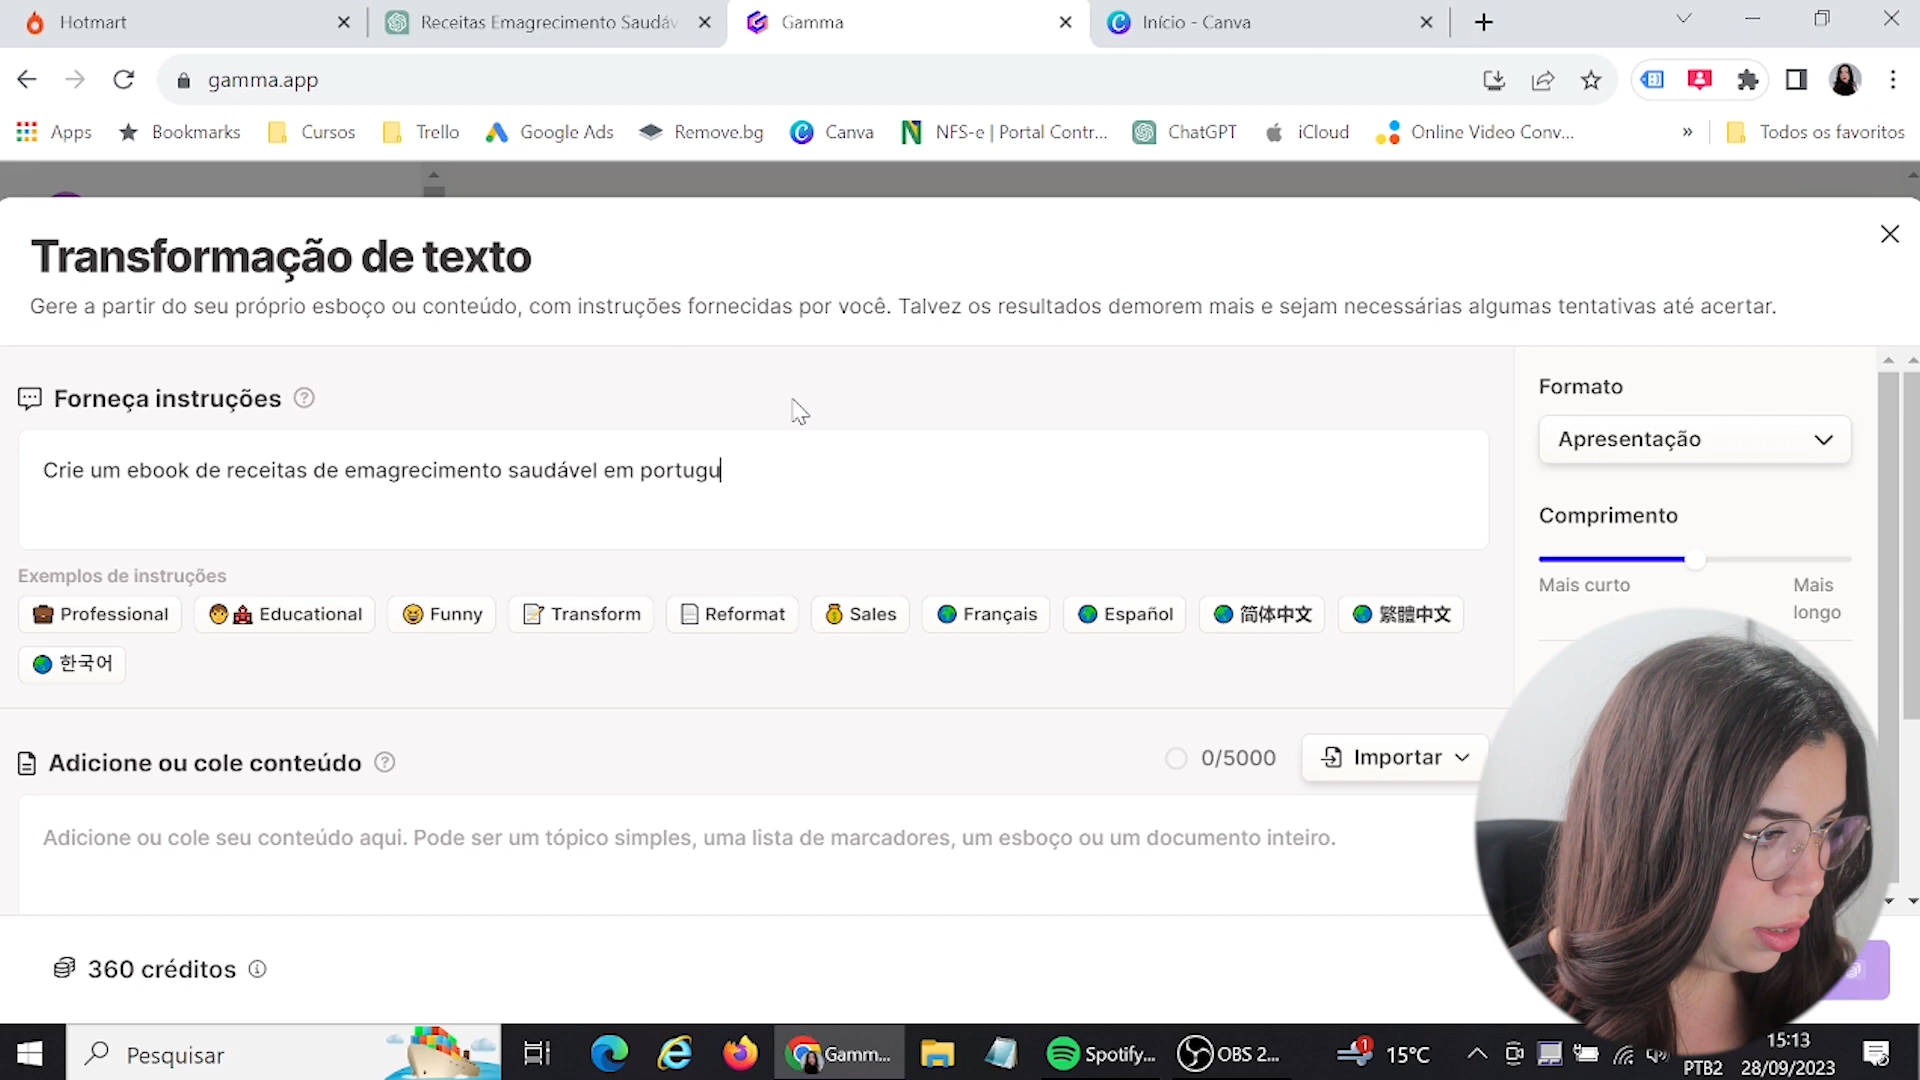 Hotmart
Receitas Emagrecimento Saudáv
Gamma
Início - Canva
gamma.app
Apps
Bookmarks
Cursos
Trello
Google Ads
Remove.bg
Canva
NFS-e | Portal Contr...
ChatGPT
iCloud
Online Video Conv...
»
Todos os favoritos
Transformação de texto
Gere a partir do seu próprio esboço ou conteúdo, com instruções fornecidas por você. Talvez os resultados demorem mais e sejam necessárias algumas tentativas até acertar.
Forneça instruções
Crie um ebook de receitas de emagrecimento saudável em portugu
Exemplos de instruções
Professional
Educational
Funny
Transform
Reformat
Sales
Français
Español
简体中文
繁體中文
한국어
Formato
Apresentação
Comprimento
Mais curto
Mais longo
Adicione ou cole conteúdo
0/5000
Importar
Adicione ou cole seu conteúdo aqui. Pode ser um tópico simples, uma lista de marcadores, um esboço ou um documento inteiro.
360 créditos
Pesquisar
Gamm...
Spotify...
OBS 2...
1
15°C
PTB2
15:13
28/09/2023